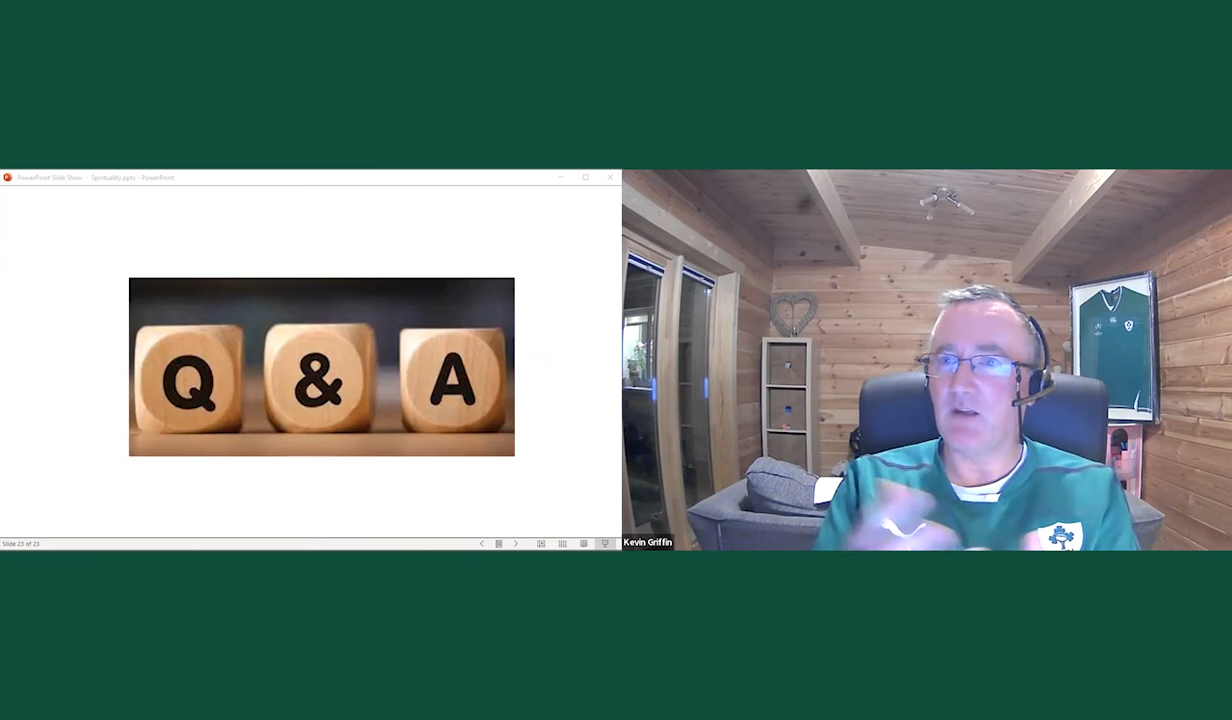 PowerPoint Slide Show - Spirituality.pptx - PowerPoint
Q & A
Slide 23 of 23
Kevin Griffin